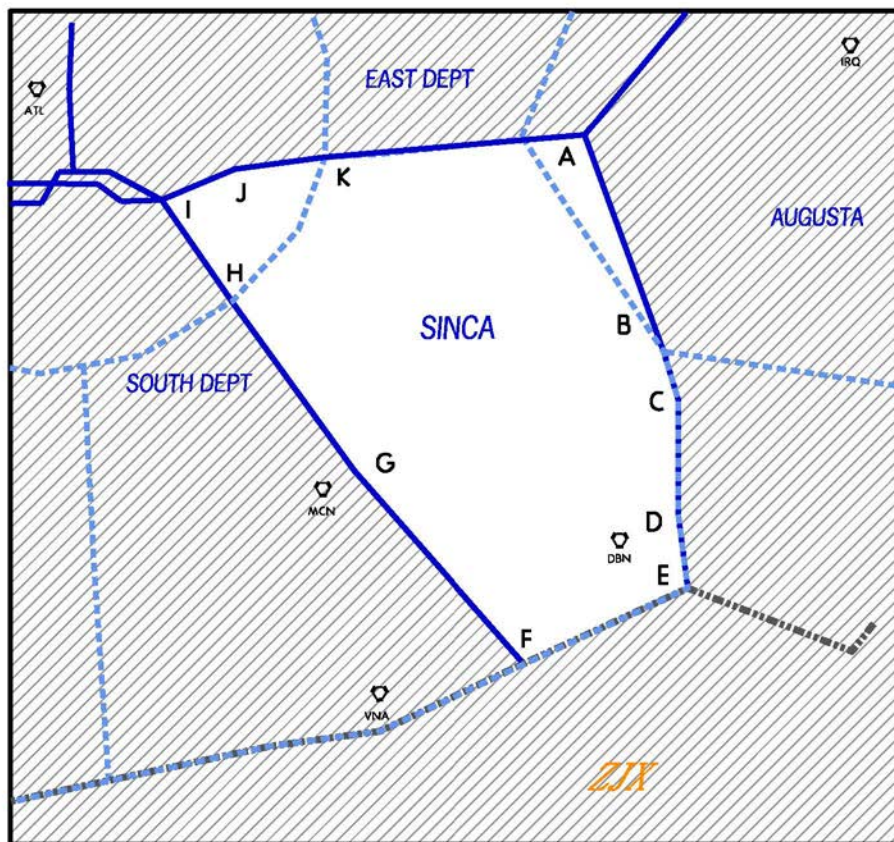 IRQ
EAST DEPT
ATL
A
K
J
I
AUGUSTA
H
B
SINCA
SOUTH DEPT
C
G
MCN
D
DBN
E
F
VNA
ZJX